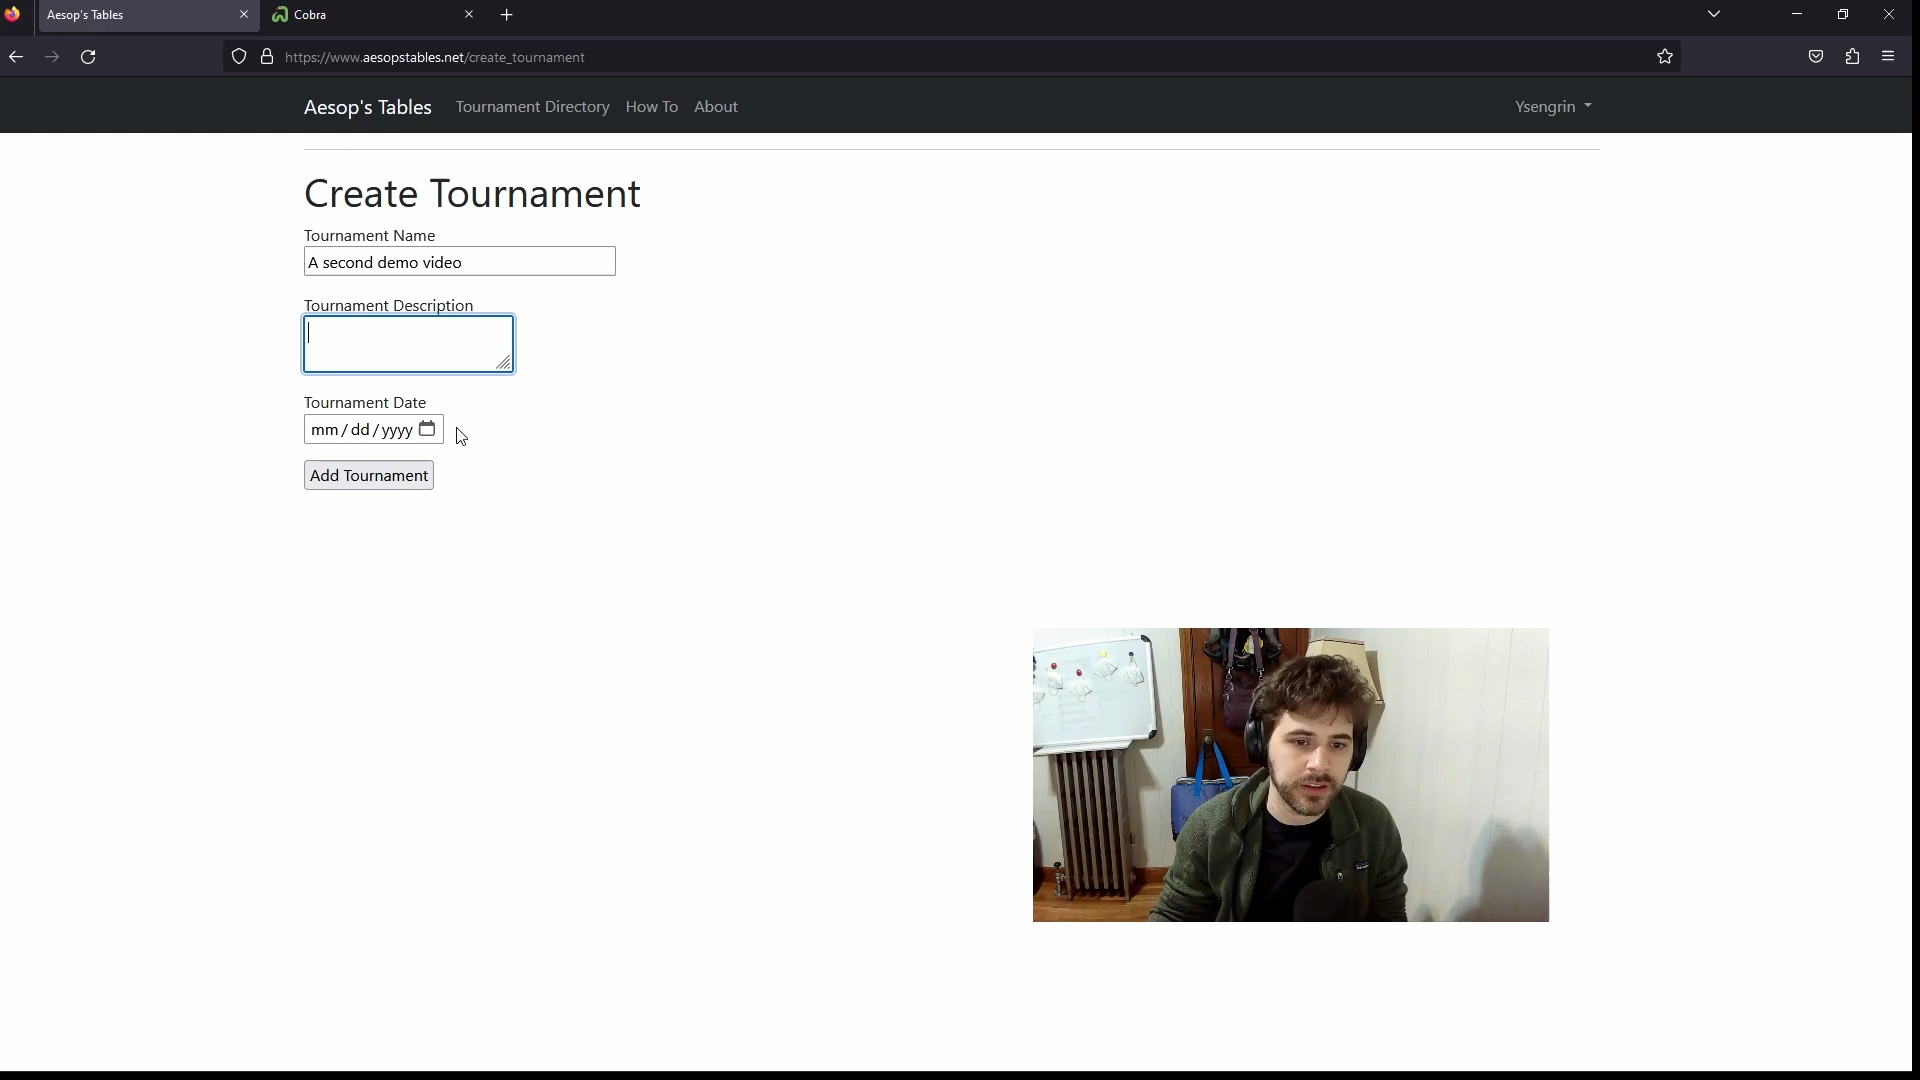 Aesop's Tables
Cobra
https://www.aesopstables.net/create_tournament
Aesop's Tables Tournament Directory How To About Ysengrin
Create Tournament
Tournament Name
A second demo video
Tournament Description
Tournament Date
mm / dd / yyyy
Add Tournament